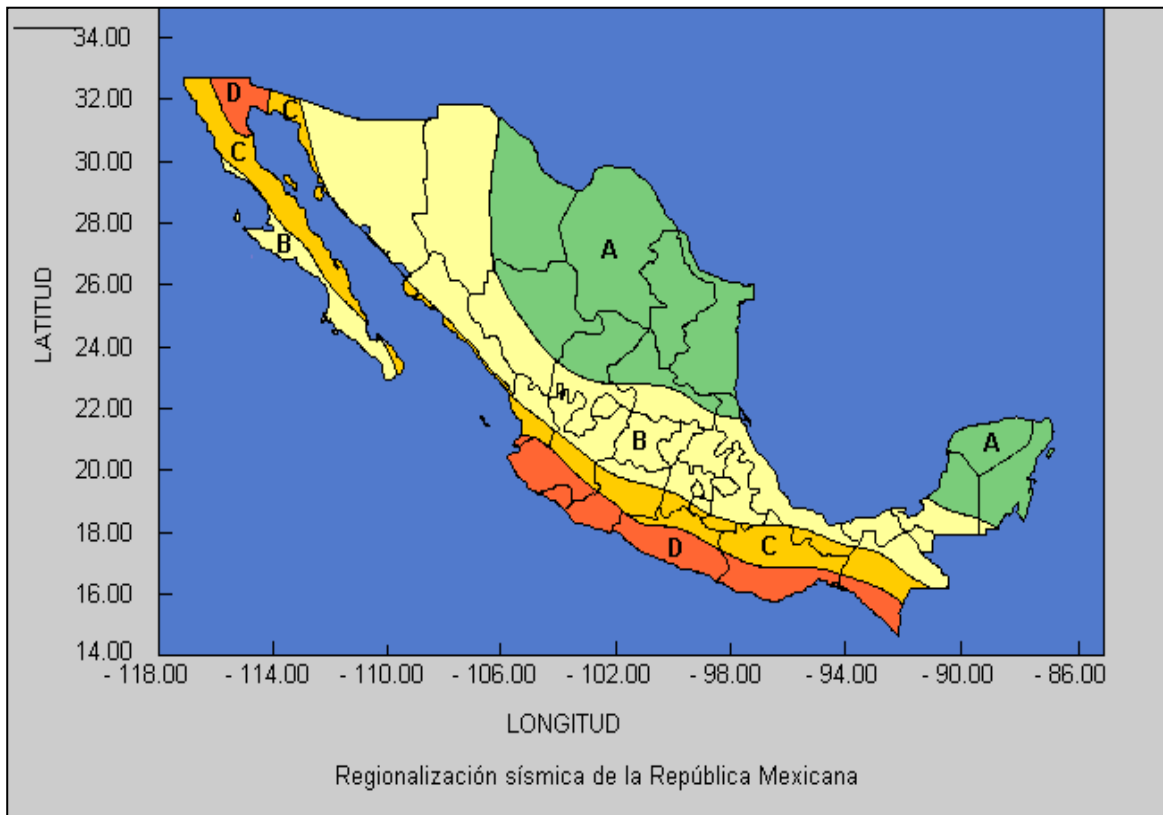 34.00
32.00
30.00
28.00
26.00
24.00
22.00
20.00
18.00
16.00
14.00
LATITUD
D
C
C
B
A
B
A
C
D
- 118.00 - 114.00 - 110.00 - 106.00 - 102.00 - 98.00 - 94.00 - 90.00 - 86.00
LONGITUD
Regionalización sísmica de la República Mexicana